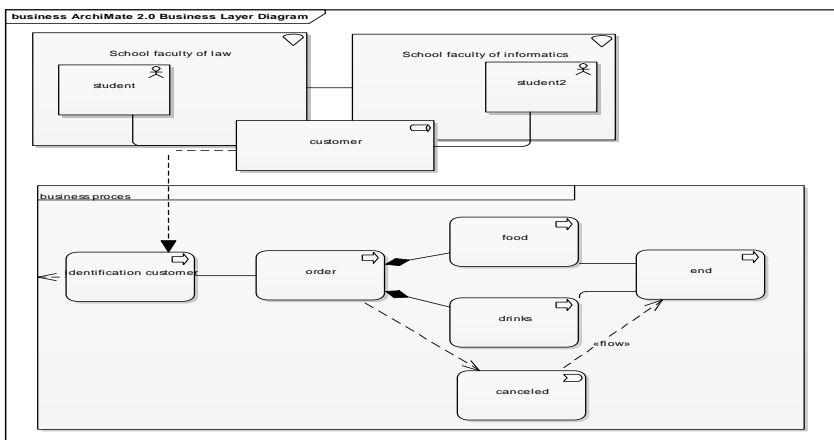 business ArchiMate 2.0 Business Layer Diagram
School faculty of law
School faculty of informatics
student
student2
customer
business proces
identification customer
order
food
end
drinks
«flow»
canceled